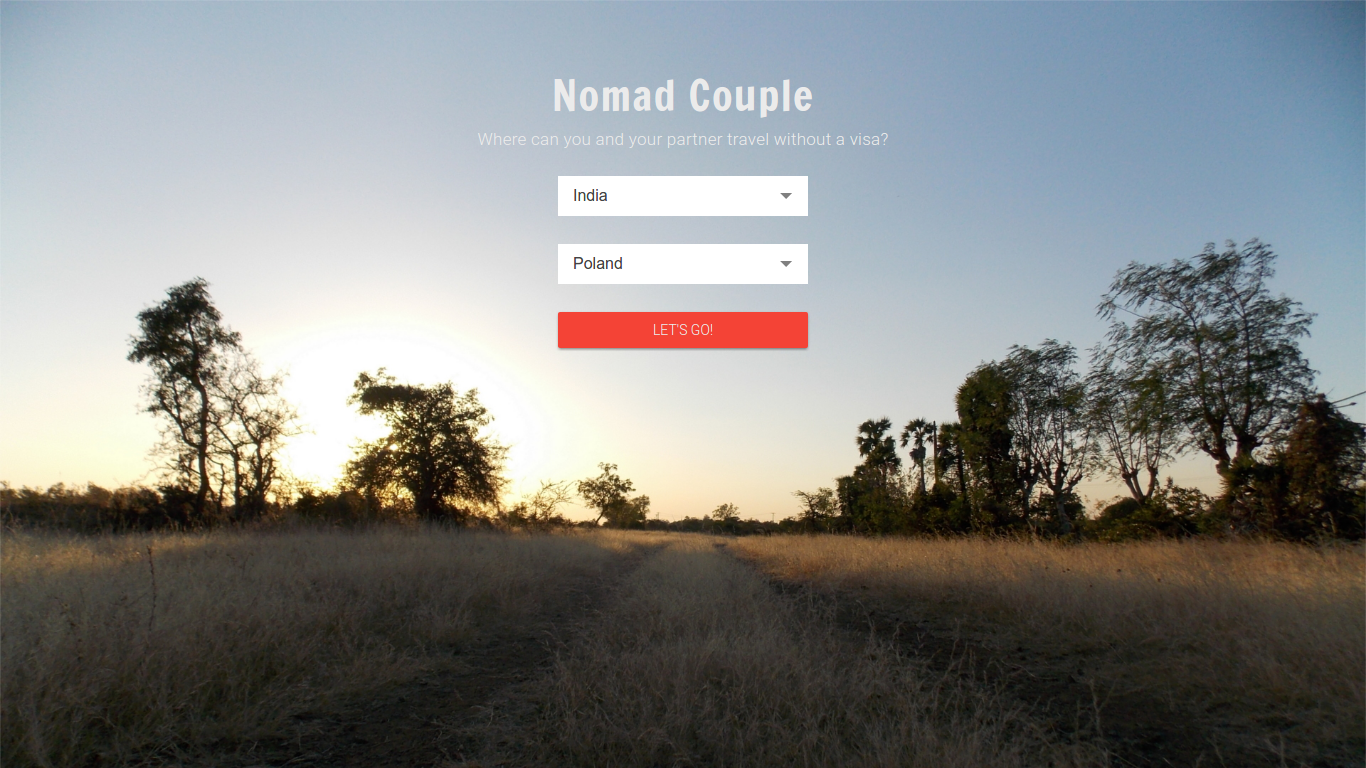 Nomad Couple
Where can you and your partner travel without a visa?
India
Poland
LET'S GO!